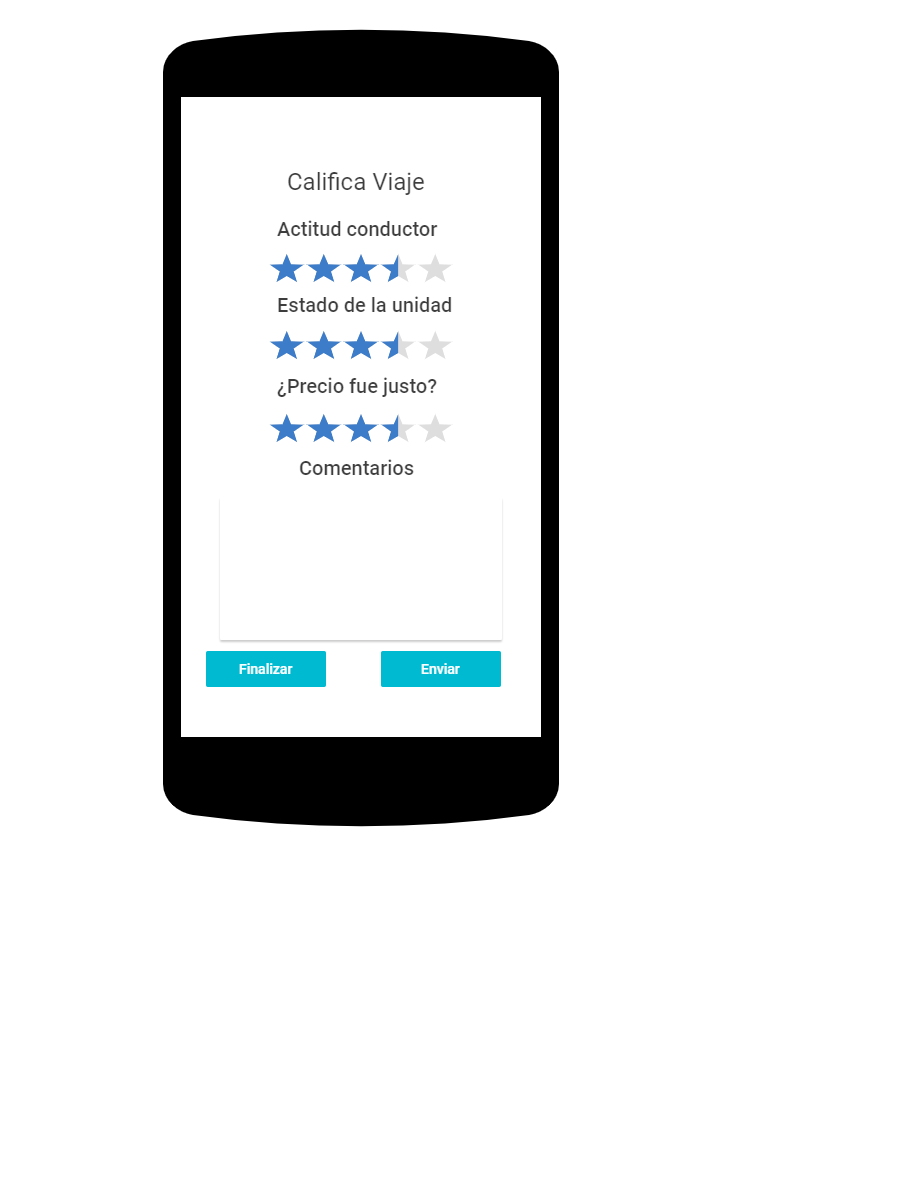 Califica Viaje
Actitud conductor
Estado de la unidad
¿Precio fue justo?
Comentarios
Finalizar
Enviar